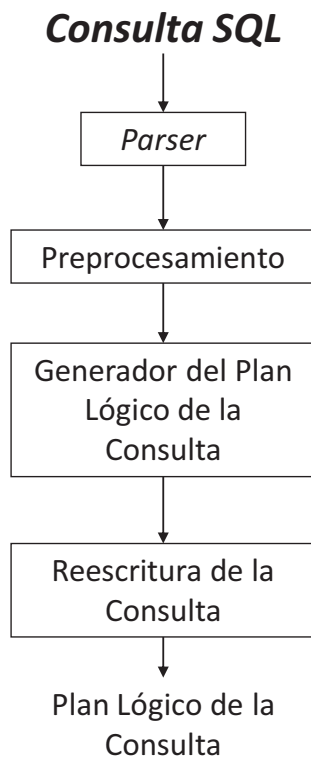 Consulta SQL
Parser
Preprocesamiento
Generador del Plan
Lógico de la
Consulta
Reescritura de la
Consulta
Plan Lógico de la
Consulta